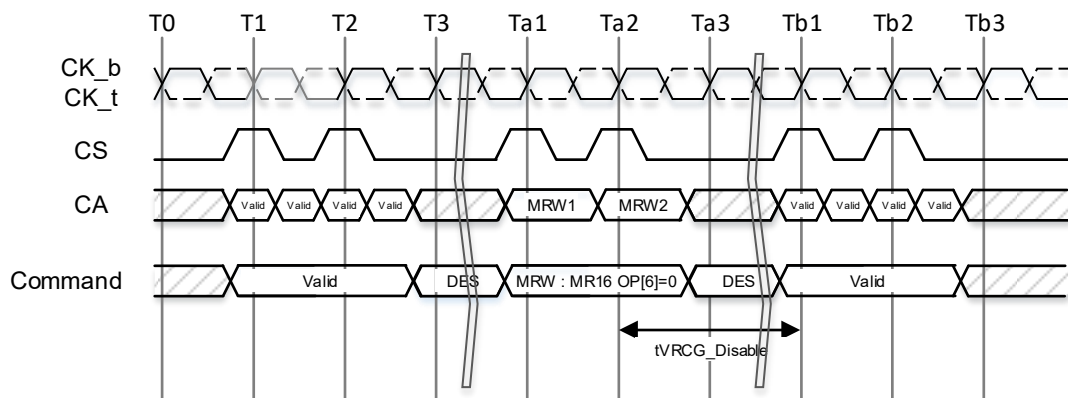 T0 T1 T2 T3 Ta1 Ta2 Ta3 Tb1 Tb2 Tb3
CK_b
CK_t
CS
CA Valid Valid Valid Valid MRW1 MRW2 Valid Valid Valid Valid
Command Valid DES MRW : MR16 OP[6]=0 DES Valid
tVRCG_Disable